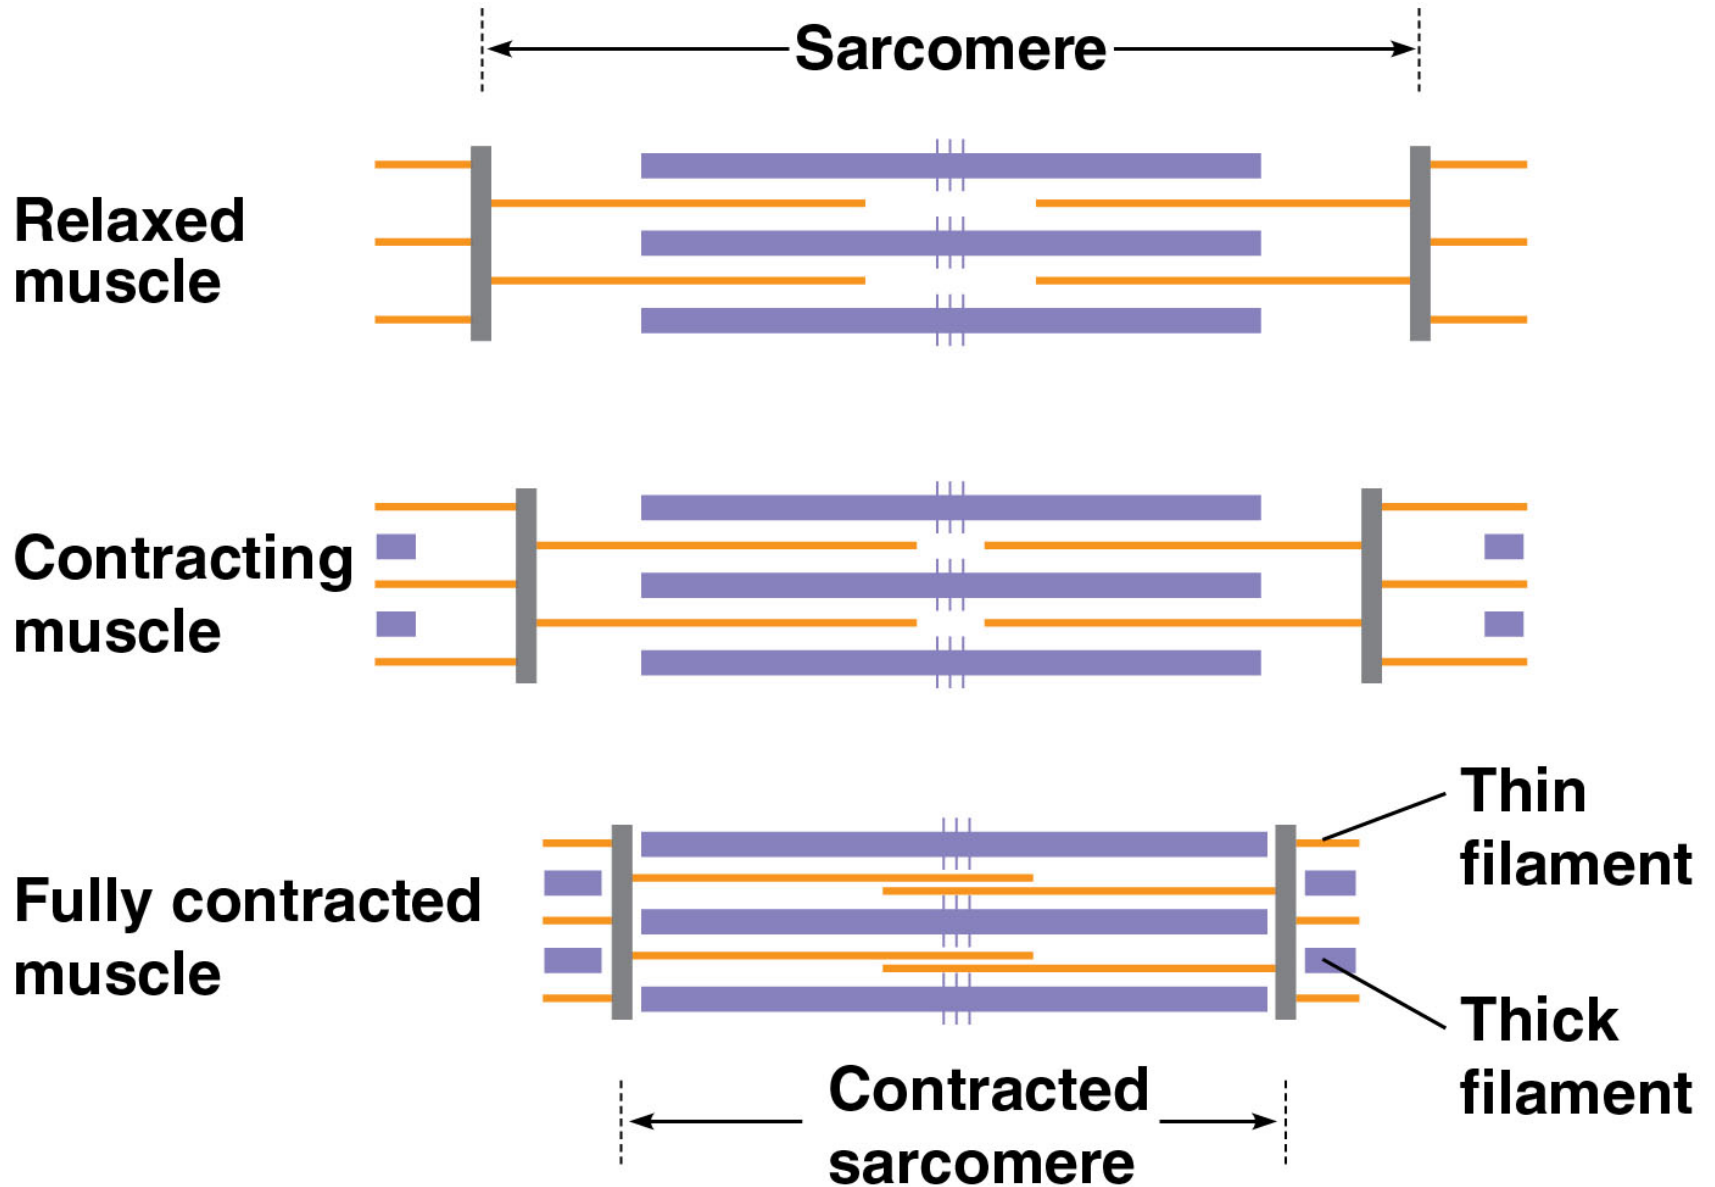 Sarcomere
Relaxed
muscle
Contracting
muscle
Thin
filament
Fully contracted
muscle
Thick
filament
Contracted
sarcomere